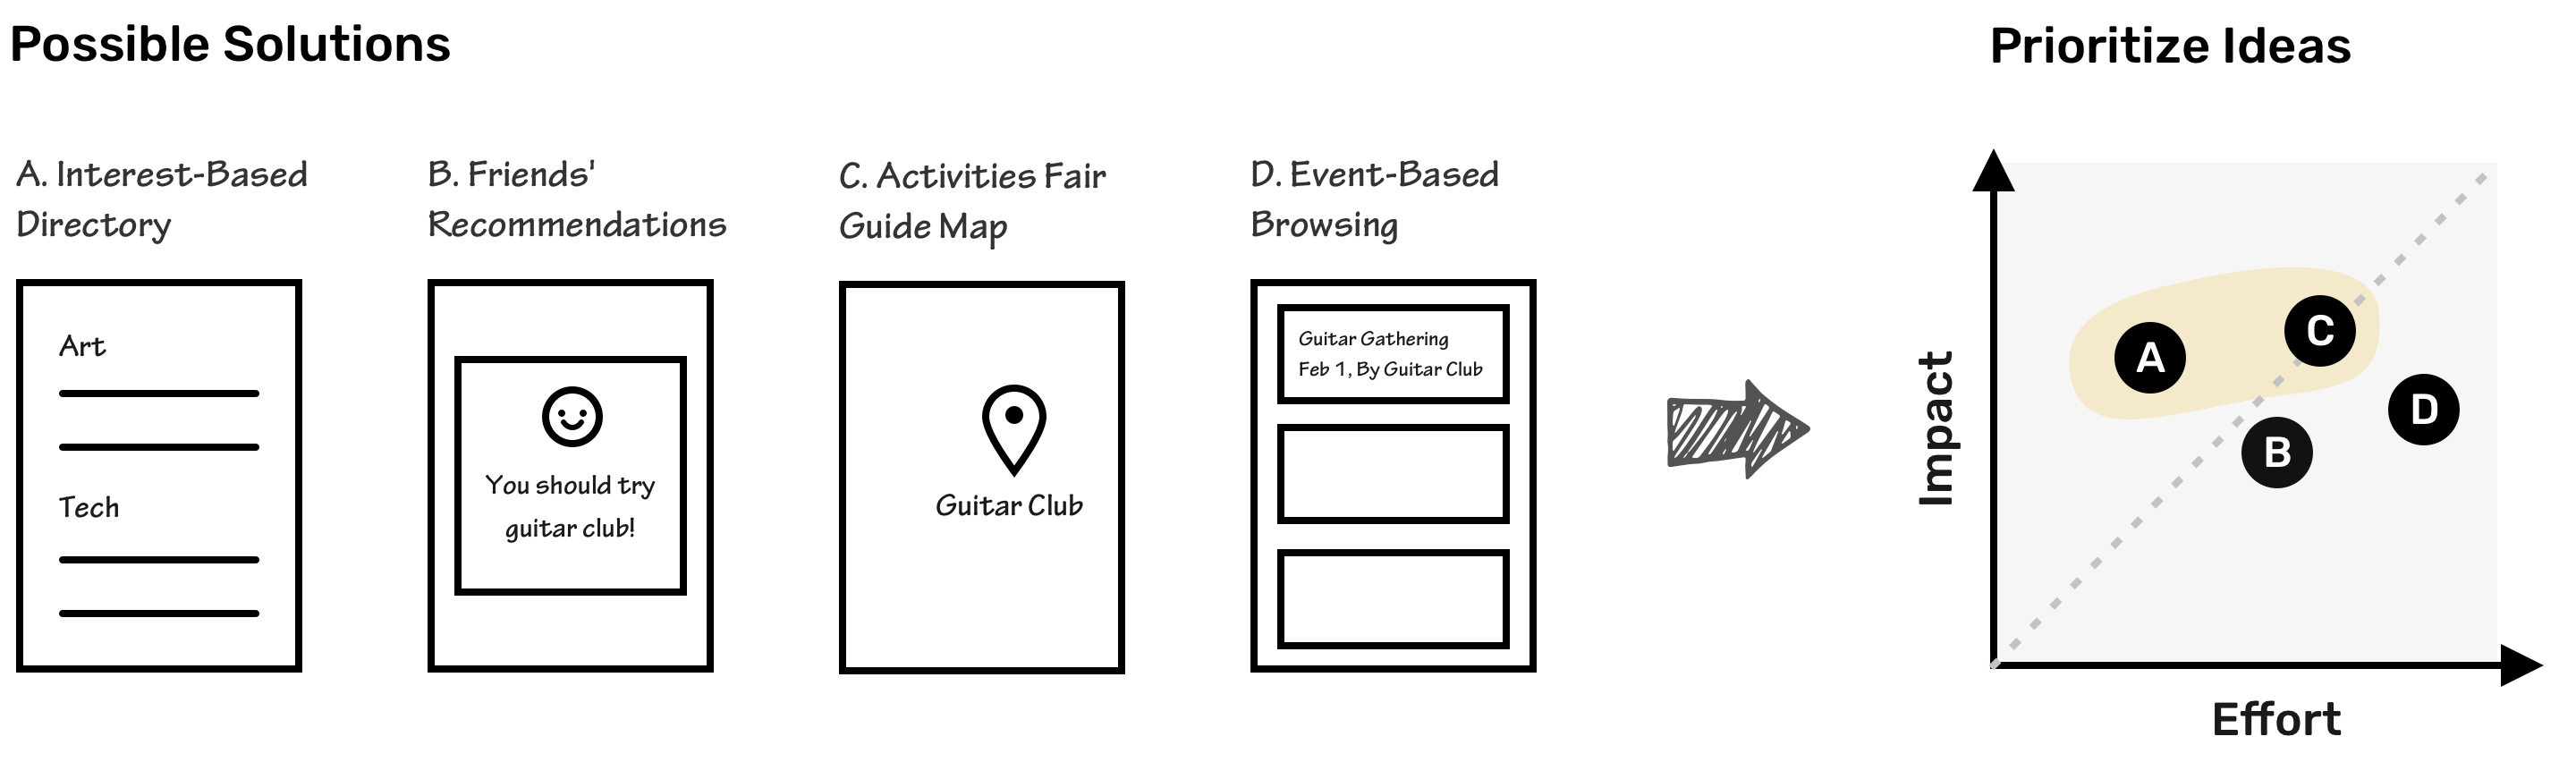 Possible Solutions
A. Interest-Based
Directory
Art
Tech
B. Friends'
Recommendations
You should try
guitar club!
C. Activities Fair
Guide Map
Guitar Club
D. Event-Based
Browsing
Guitar Gathering
Feb 1, By Guitar Club
Prioritize Ideas
Impact
A
C
D
B
Effort